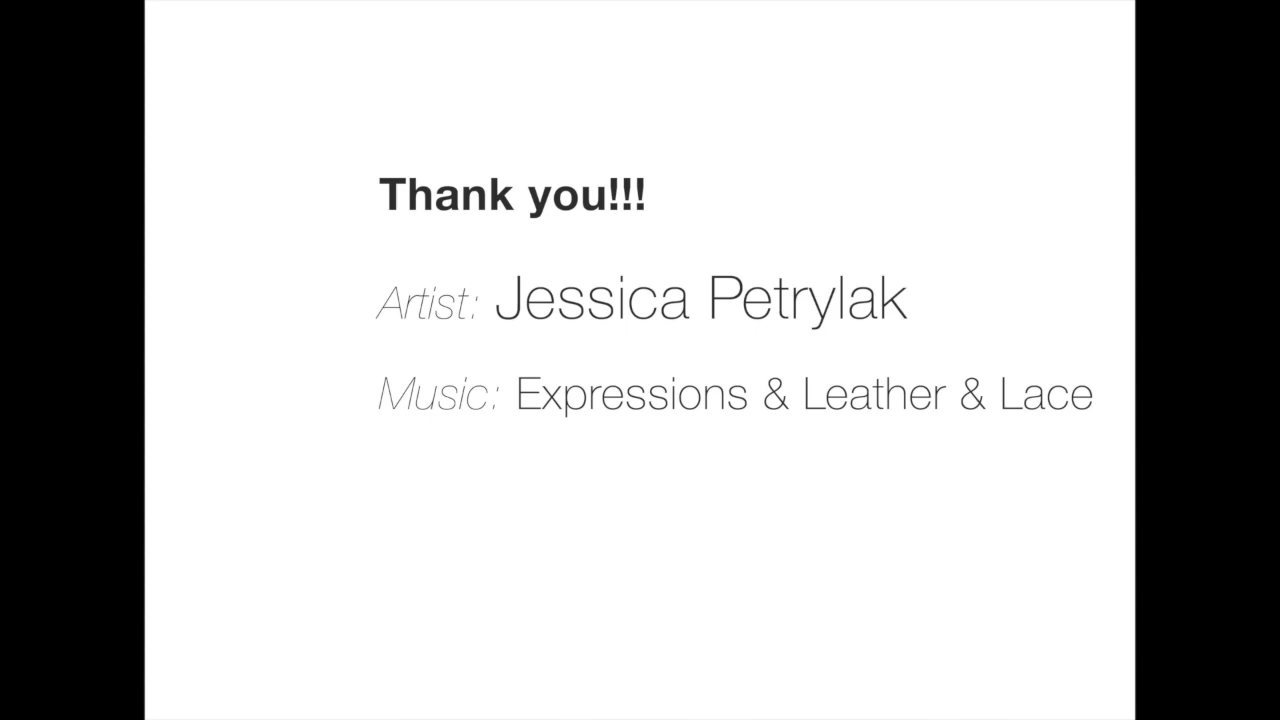 Thank you!!!
Artist: Jessica Petrylak
Music: Expressions & Leather & Lace